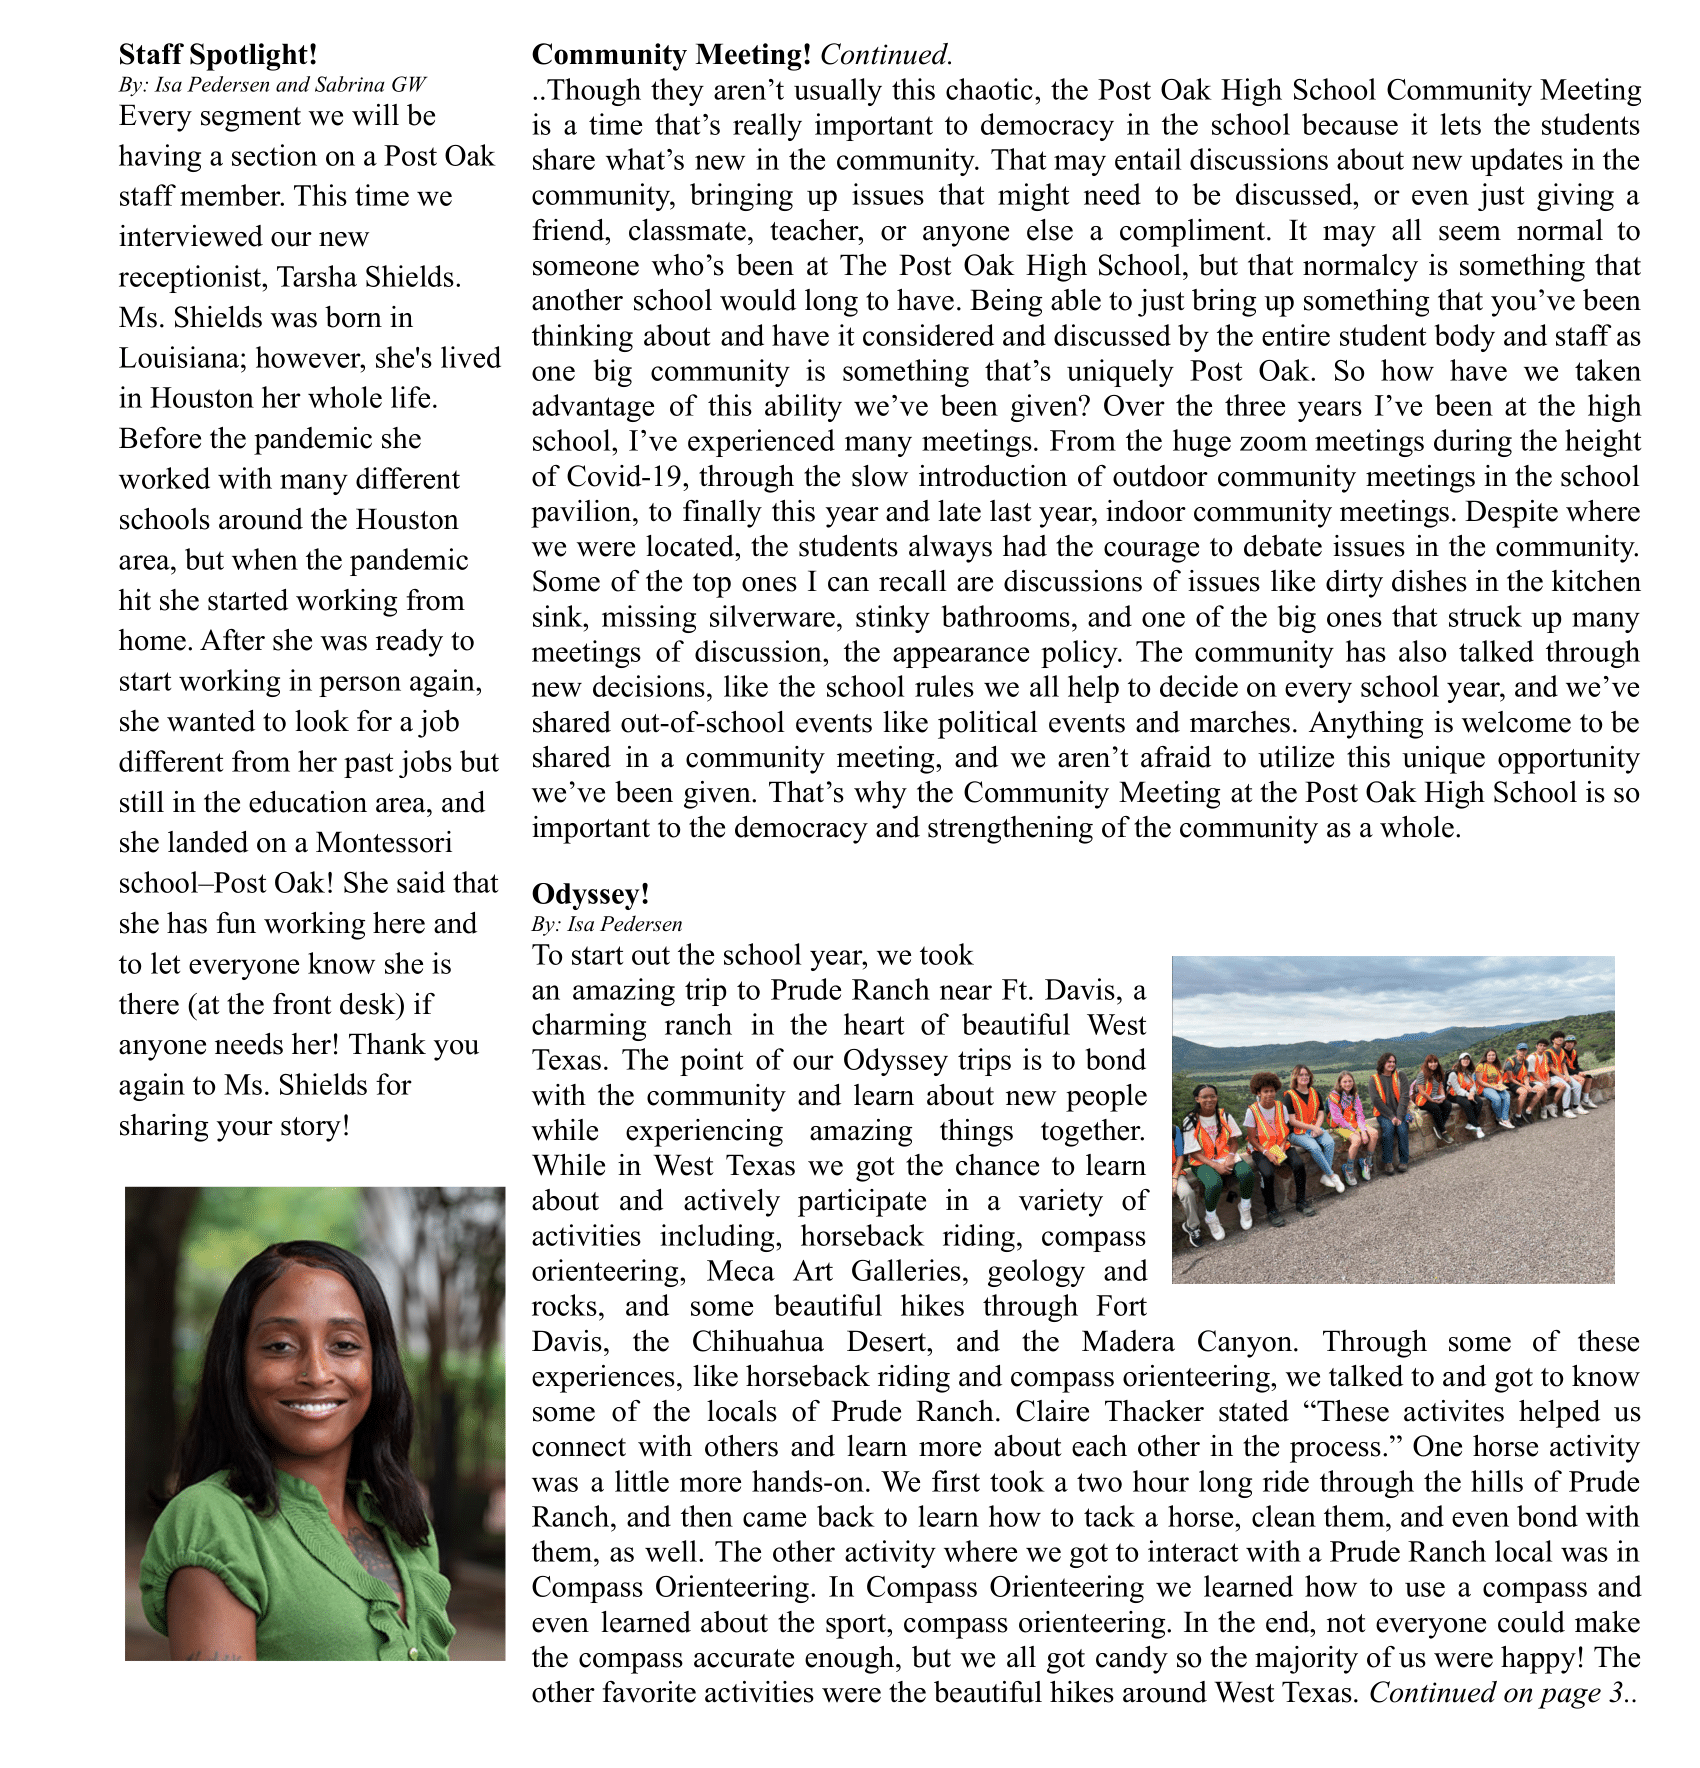 Staff Spotlight!
By: Isa Pedersen and Sabrina GW
Every segment we will be
having a section on a Post Oak
staff member. This time we
interviewed our new
receptionist, Tarsha Shields.
Ms. Shields was born in
Louisiana; however, she's lived
in Houston her whole life.
Before the pandemic she
worked with many different
schools around the Houston
area, but when the pandemic
hit she started working from
home. After she was ready to
start working in person again,
she wanted to look for a job
different from her past jobs but
still in the education area, and
she landed on a Montessori
school–Post Oak! She said that
she has fun working here and
to let everyone know she is
there (at the front desk) if
anyone needs her! Thank you
again to Ms. Shields for
sharing your story!
Community Meeting! Continued.
..Though they aren’t usually this chaotic, the Post Oak High School Community Meeting
is a time that’s really important to democracy in the school because it lets the students
share what’s new in the community. That may entail discussions about new updates in the
community, bringing up issues that might need to be discussed, or even just giving a
friend, classmate, teacher, or anyone else a compliment. It may all seem normal to
someone who’s been at The Post Oak High School, but that normalcy is something that
another school would long to have. Being able to just bring up something that you’ve been
thinking about and have it considered and discussed by the entire student body and staff as
one big community is something that’s uniquely Post Oak. So how have we taken
advantage of this ability we’ve been given? Over the three years I’ve been at the high
school, I’ve experienced many meetings. From the huge zoom meetings during the height
of Covid-19, through the slow introduction of outdoor community meetings in the school
pavilion, to finally this year and late last year, indoor community meetings. Despite where
we were located, the students always had the courage to debate issues in the community.
Some of the top ones I can recall are discussions of issues like dirty dishes in the kitchen
sink, missing silverware, stinky bathrooms, and one of the big ones that struck up many
meetings of discussion, the appearance policy. The community has also talked through
new decisions, like the school rules we all help to decide on every school year, and we’ve
shared out-of-school events like political events and marches. Anything is welcome to be
shared in a community meeting, and we aren’t afraid to utilize this unique opportunity
we’ve been given. That’s why the Community Meeting at the Post Oak High School is so
important to the democracy and strengthening of the community as a whole.
Odyssey!
By: Isa Pedersen
To start out the school year, we took
an amazing trip to Prude Ranch near Ft. Davis, a
charming ranch in the heart of beautiful West
Texas. The point of our Odyssey trips is to bond
with the community and learn about new people
while experiencing amazing things together.
While in West Texas we got the chance to learn
about and actively participate in a variety of
activities including, horseback riding, compass
orienteering, Meca Art Galleries, geology and
rocks, and some beautiful hikes through Fort
Davis, the Chihuahua Desert, and the Madera Canyon. Through some of these
experiences, like horseback riding and compass orienteering, we talked to and got to know
some of the locals of Prude Ranch. Claire Thacker stated “These activites helped us
connect with others and learn more about each other in the process.” One horse activity
was a little more hands-on. We first took a two hour long ride through the hills of Prude
Ranch, and then came back to learn how to tack a horse, clean them, and even bond with
them, as well. The other activity where we got to interact with a Prude Ranch local was in
Compass Orienteering. In Compass Orienteering we learned how to use a compass and
even learned about the sport, compass orienteering. In the end, not everyone could make
the compass accurate enough, but we all got candy so the majority of us were happy! The
other favorite activities were the beautiful hikes around West Texas. Continued on page 3..